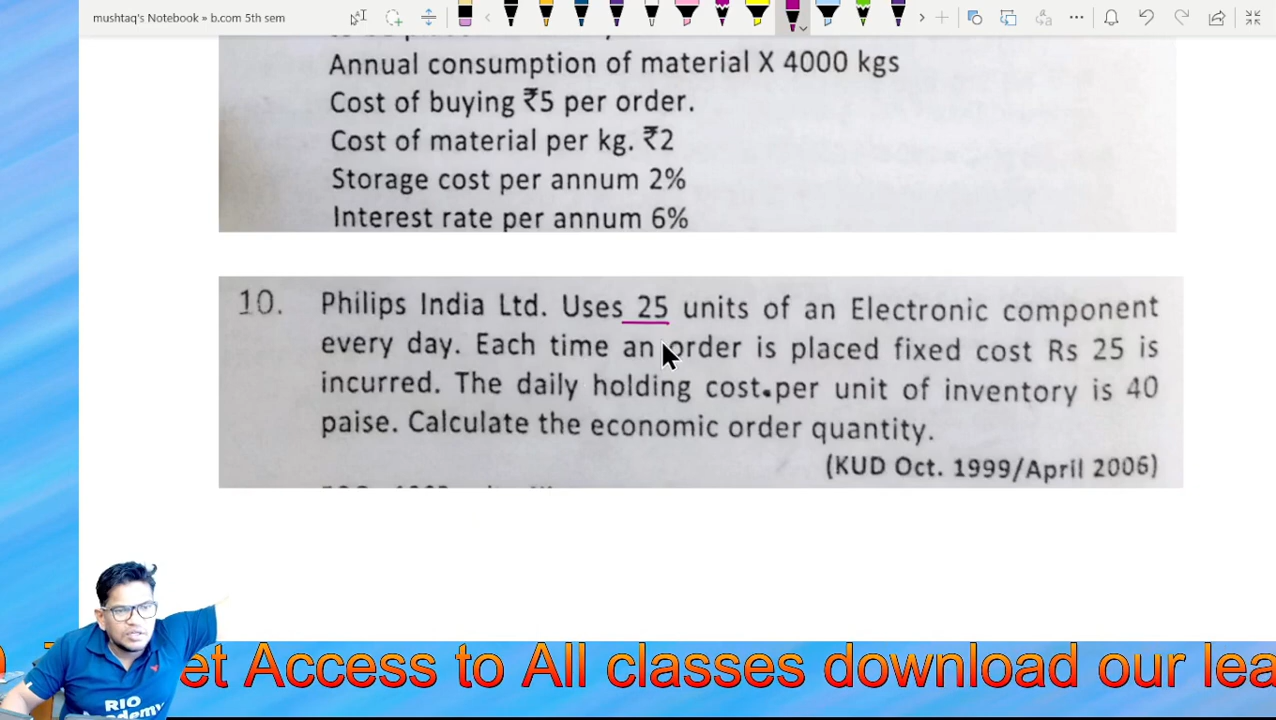 mushtaq's Notebook » b.com 5th sem
Annual consumption of material X 4000 kgs
Cost of buying ₹5 per order.
Cost of material per kg. ₹2
Storage cost per annum 2%
Interest rate per annum 6%
10. Philips India Ltd. Uses 25 units of an Electronic component
every day. Each time an order is placed fixed cost Rs 25 is
incurred. The daily holding cost.per unit of inventory is 40
paise. Calculate the economic order quantity.
(KUD Oct. 1999/April 2006)
et Access to All classes download our lea
RIO